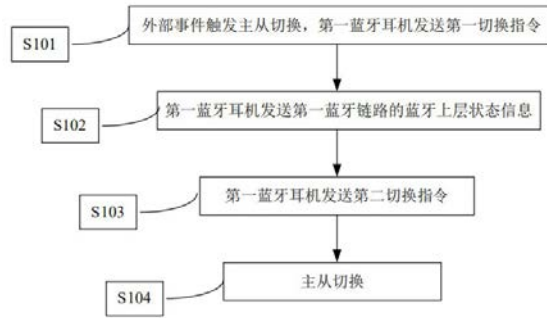 外部事件触发主从切换，第一蓝牙耳机发送第一切换指令
S101
第一蓝牙耳机发送第一蓝牙链路的蓝牙上层状态信息
S102
第一蓝牙耳机发送第二切换指令
S103
主从切换
S104